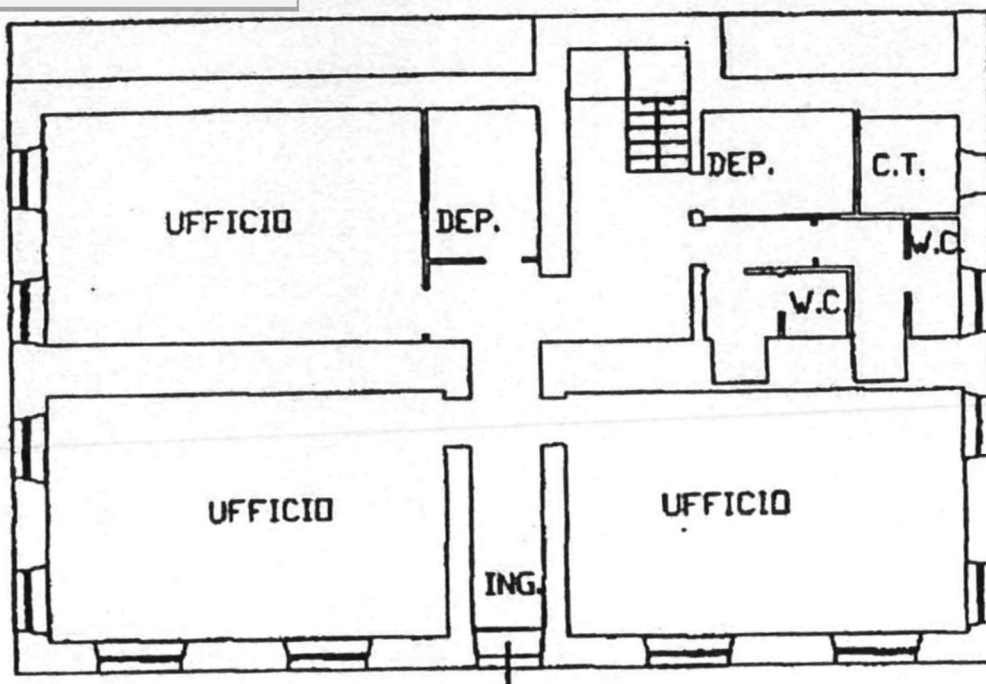 DEP.
C.T.
UFFICIO
DEP.
W.C.
W.C.
UFFICIO
UFFICIO
ING.